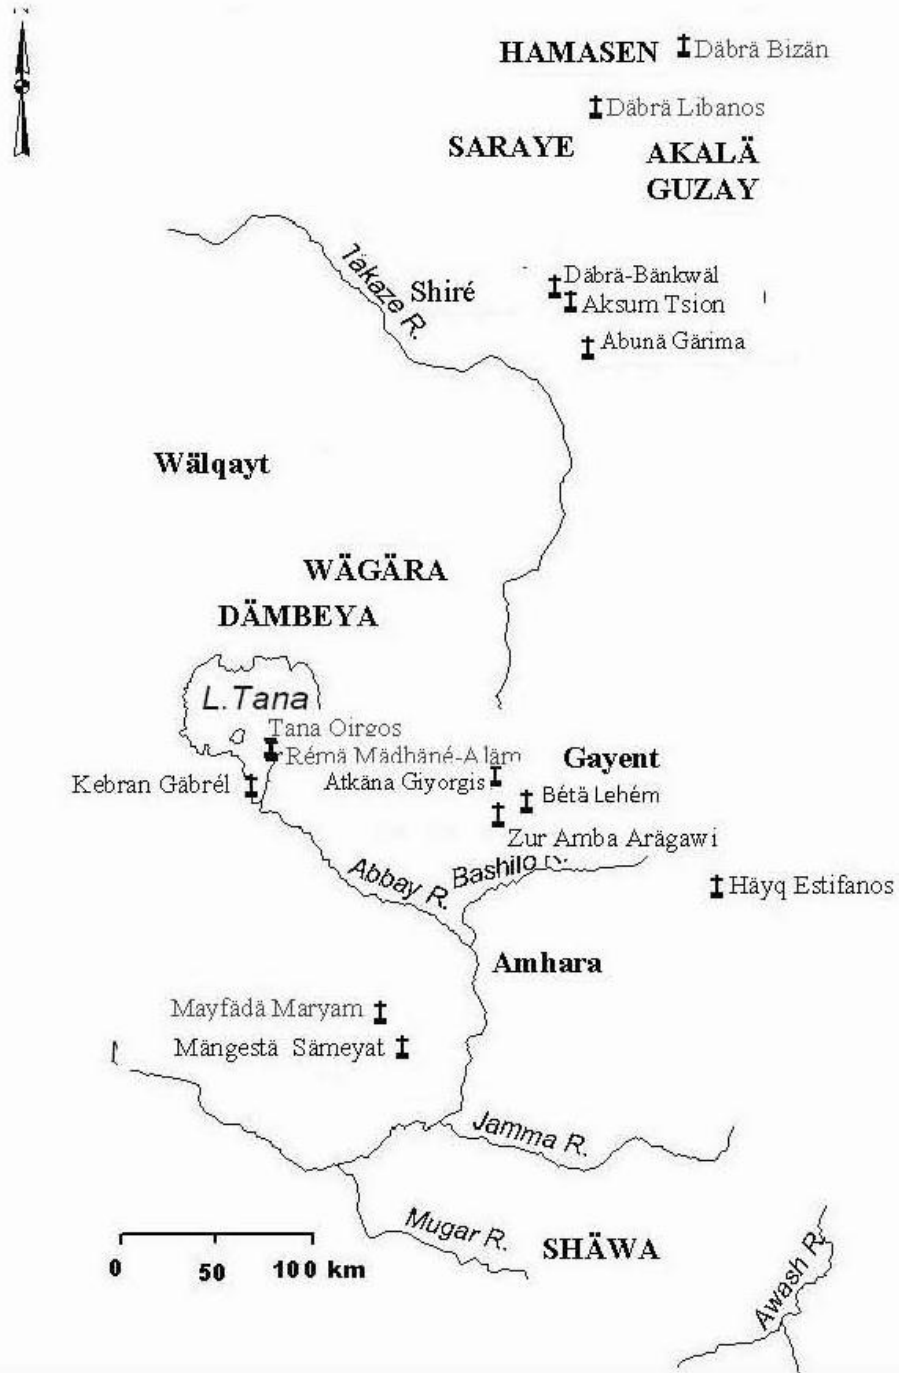 HAMASEN
Däbrä Bizän
Däbrä Libanos
SARAYE
AKALÄ
GUZAY
Takaze R.
Shiré
Däbrä-Bänkwäl
Aksum Tsion
Abunä Gärima
Wälqayt
WÄGÄRA
DÄMBEYA
L.Tana
Tana Oirgos
Rémä Mädhäné-Aläm
Kebran Gäbrél
Atkäna Giyorgis
Gayent
Bétä Lehém
Zur Amba Arägawi
Bashilo R.
Abbay R.
Häyq Estifanos
Amhara
Mayfädä Maryam
Mängestä Sämeyat
Jamma R.
Mugar R.
SHÄWA
Awash R.
0 50 100 km